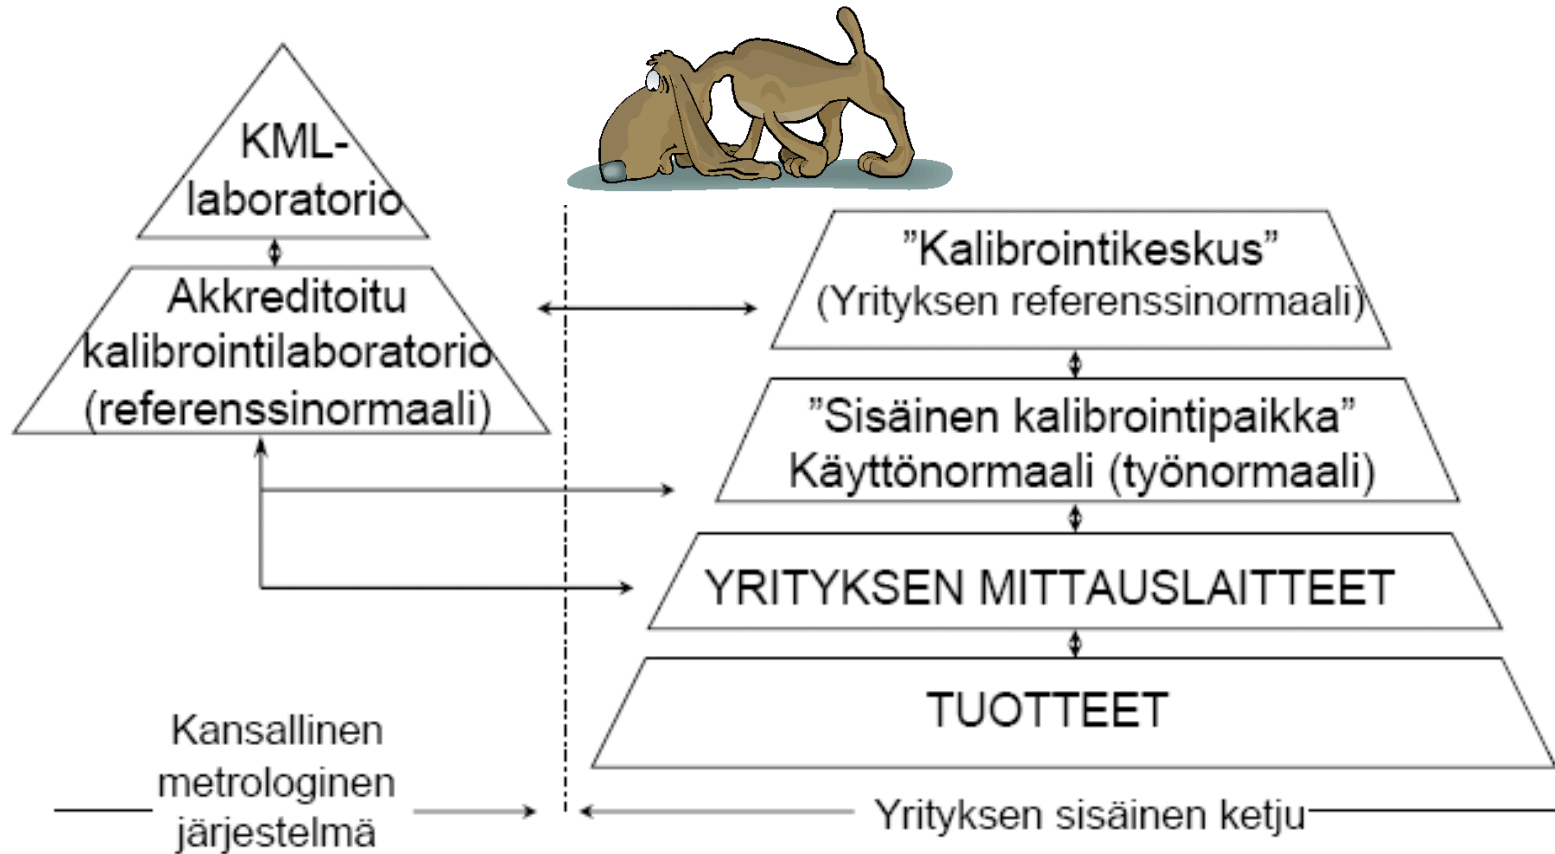 KML-
laboratorio
Akkreditoitu
kalibrointilaboratorio
(referenssinormaali)
”Kalibrointikeskus”
(Yrityksen referenssinormaali)
”Sisäinen kalibrointipaikka”
Käyttönormaali (työnormaali)
YRITYKSEN MITTAUSLAITTEET
TUOTTEET
Kansallinen
metrologinen
järjestelmä
Yrityksen sisäinen ketju